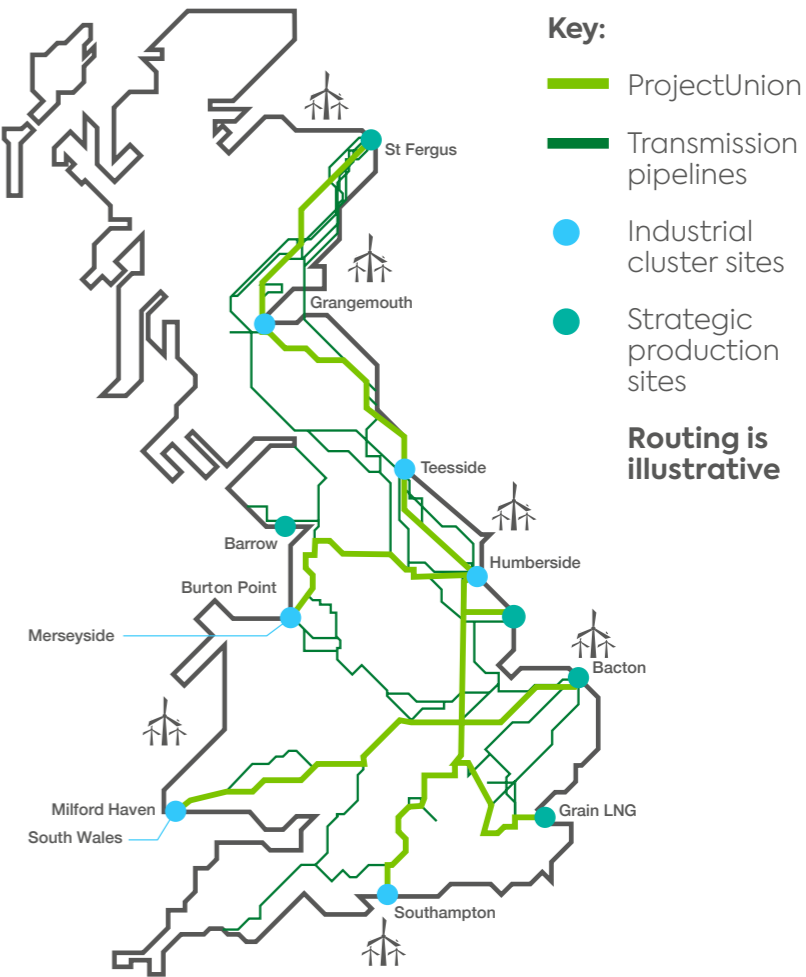 Key:
ProjectUnion
Transmission
pipelines
Industrial
cluster sites
Strategic
production
sites
Routing is
illustrative
St Fergus
Grangemouth
Teesside
Barrow
Humberside
Burton Point
Merseyside
Bacton
Milford Haven
South Wales
Grain LNG
Southampton